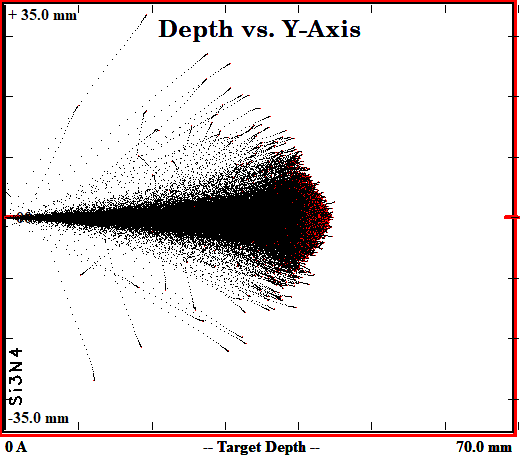 + 35.0 mm
Depth vs. Y-Axis
Si3N4
-35.0 mm
0 A
-- Target Depth --
70.0 mm